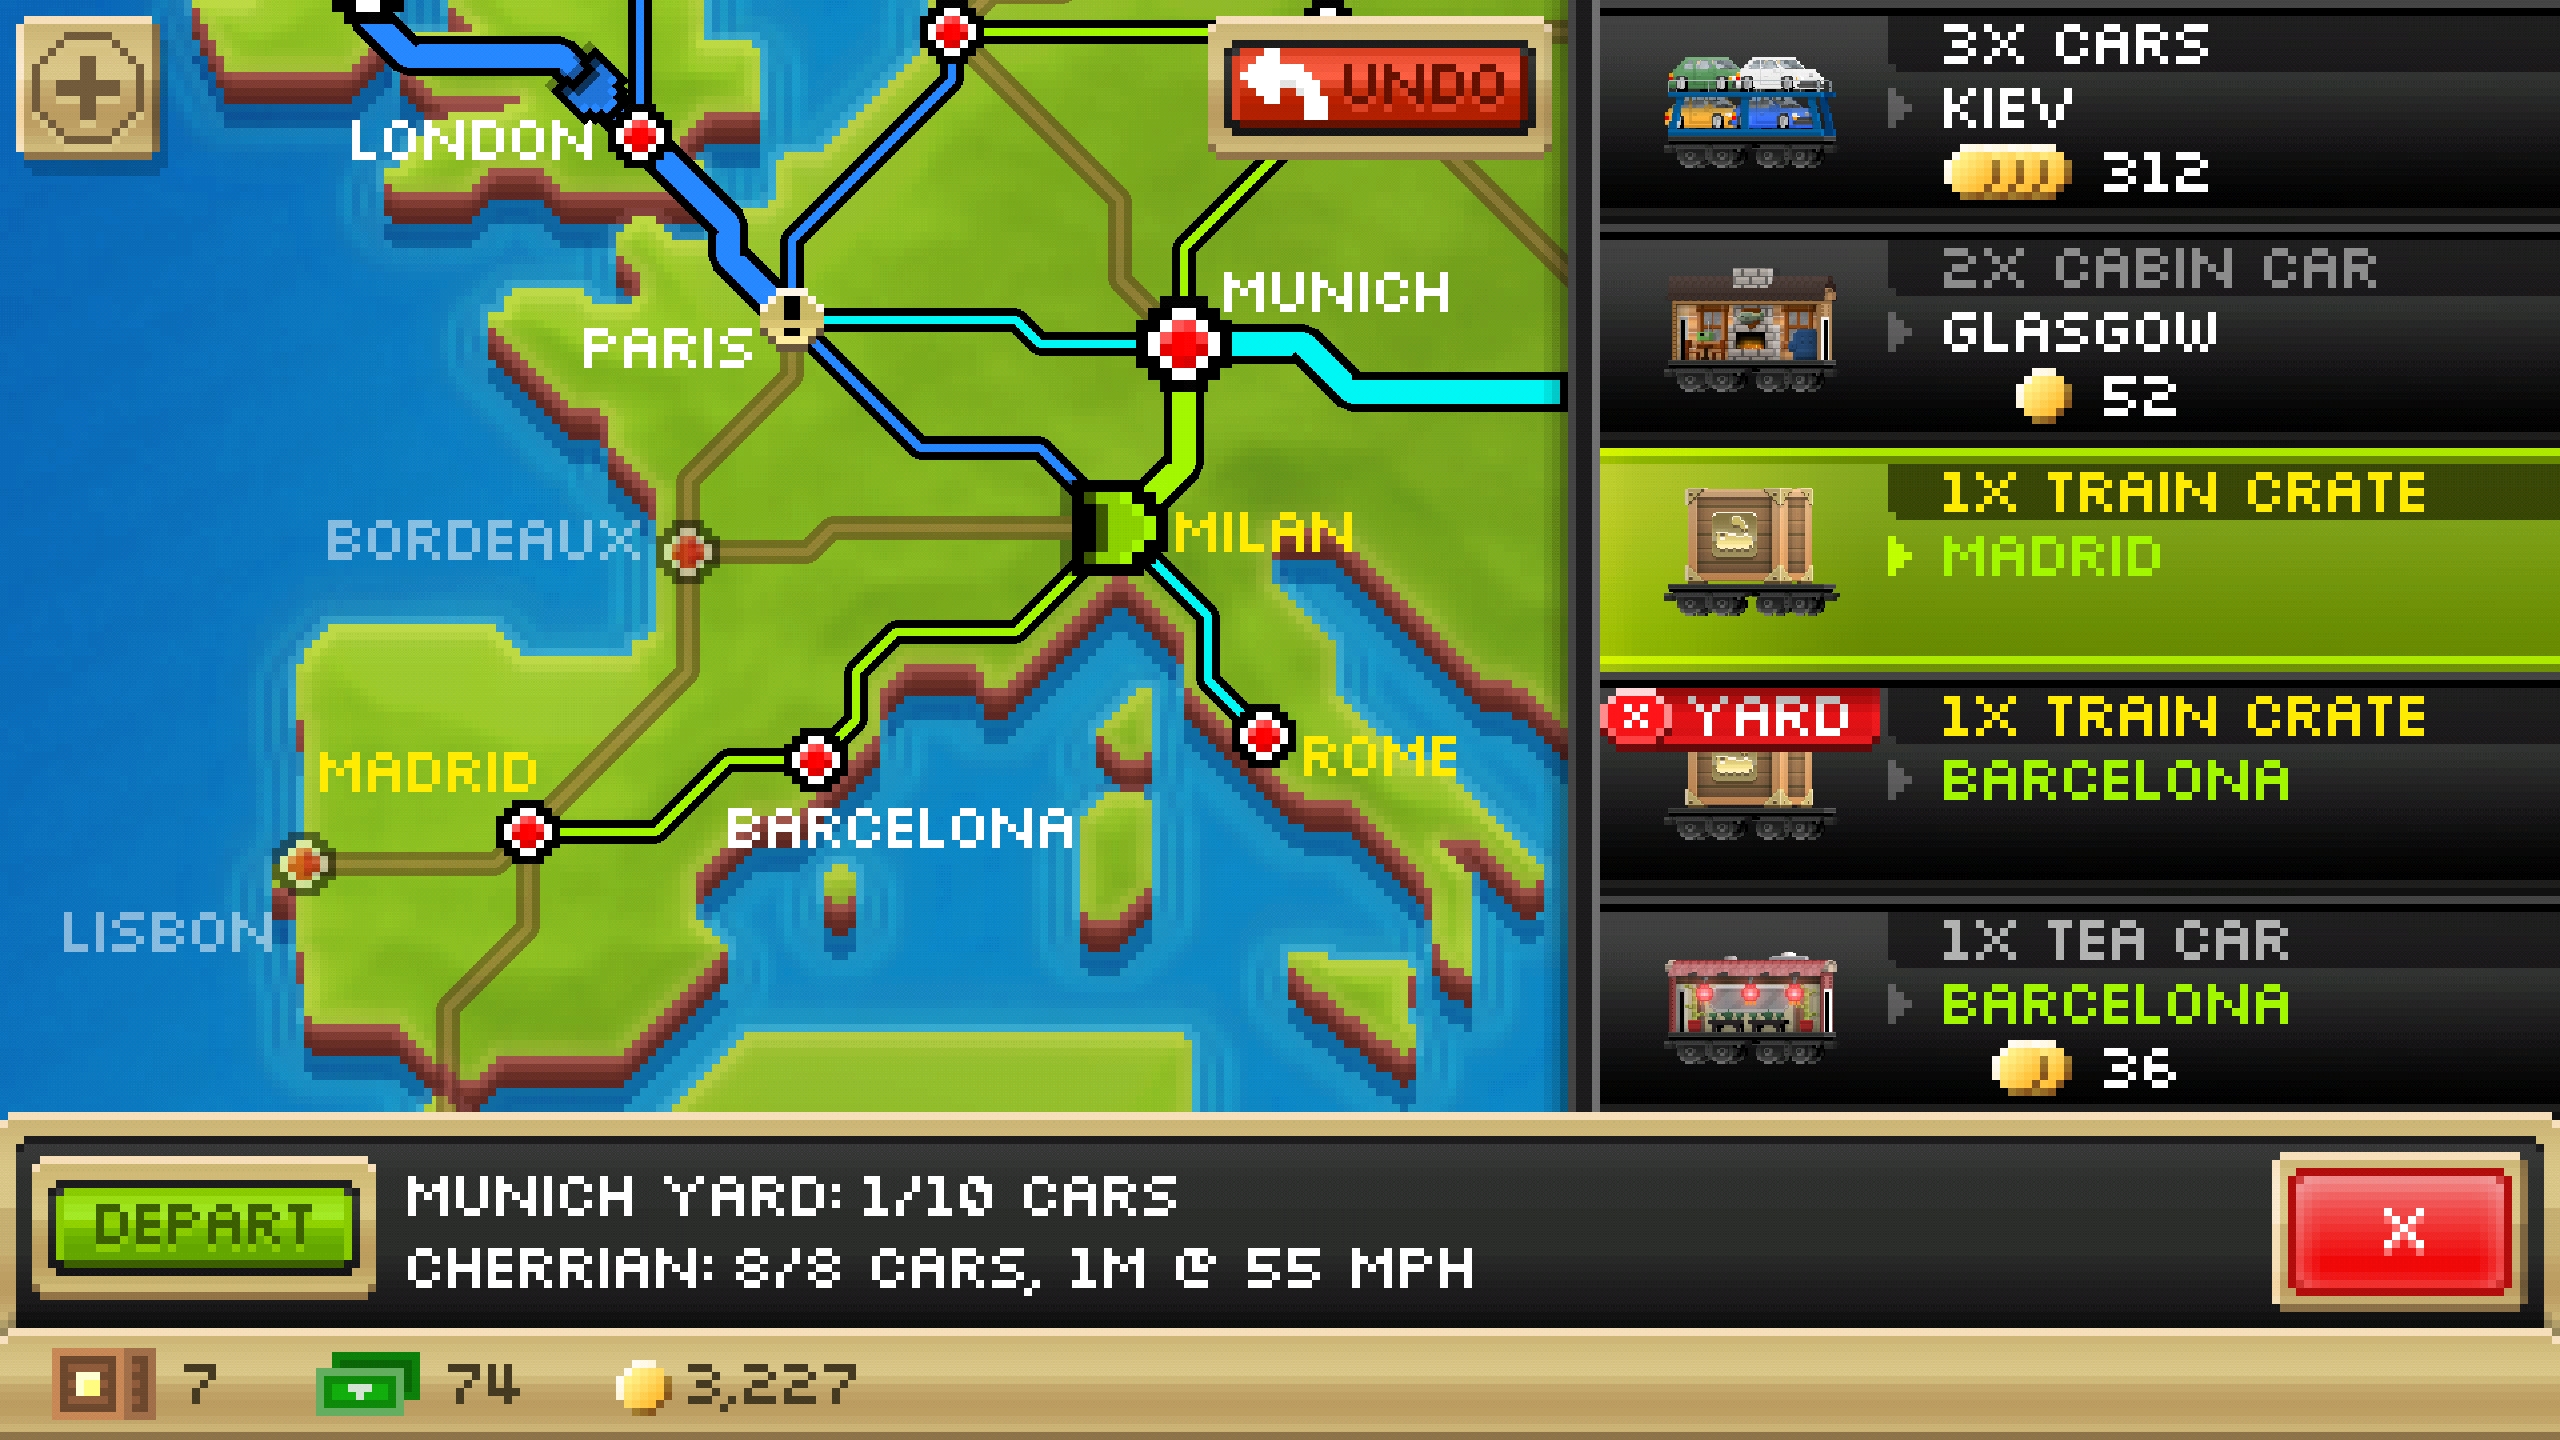 UNDO
LONDON
MUNICH
PARIS
BORDEAUX
MILAN
ROME
MADRID
BARCELONA
LISBON
3X CARS
KIEV
312
2X CABIN CAR
GLASGOW
52
1X TRAIN CRATE
MADRID
YARD
1X TRAIN CRATE
BARCELONA
1X TEA CAR
BARCELONA
36
DEPART
MUNICH YARD: 1/10 CARS
CHERRIAN: 8/8 CARS, 1M @ 55 MPH
X
7
74
3,227